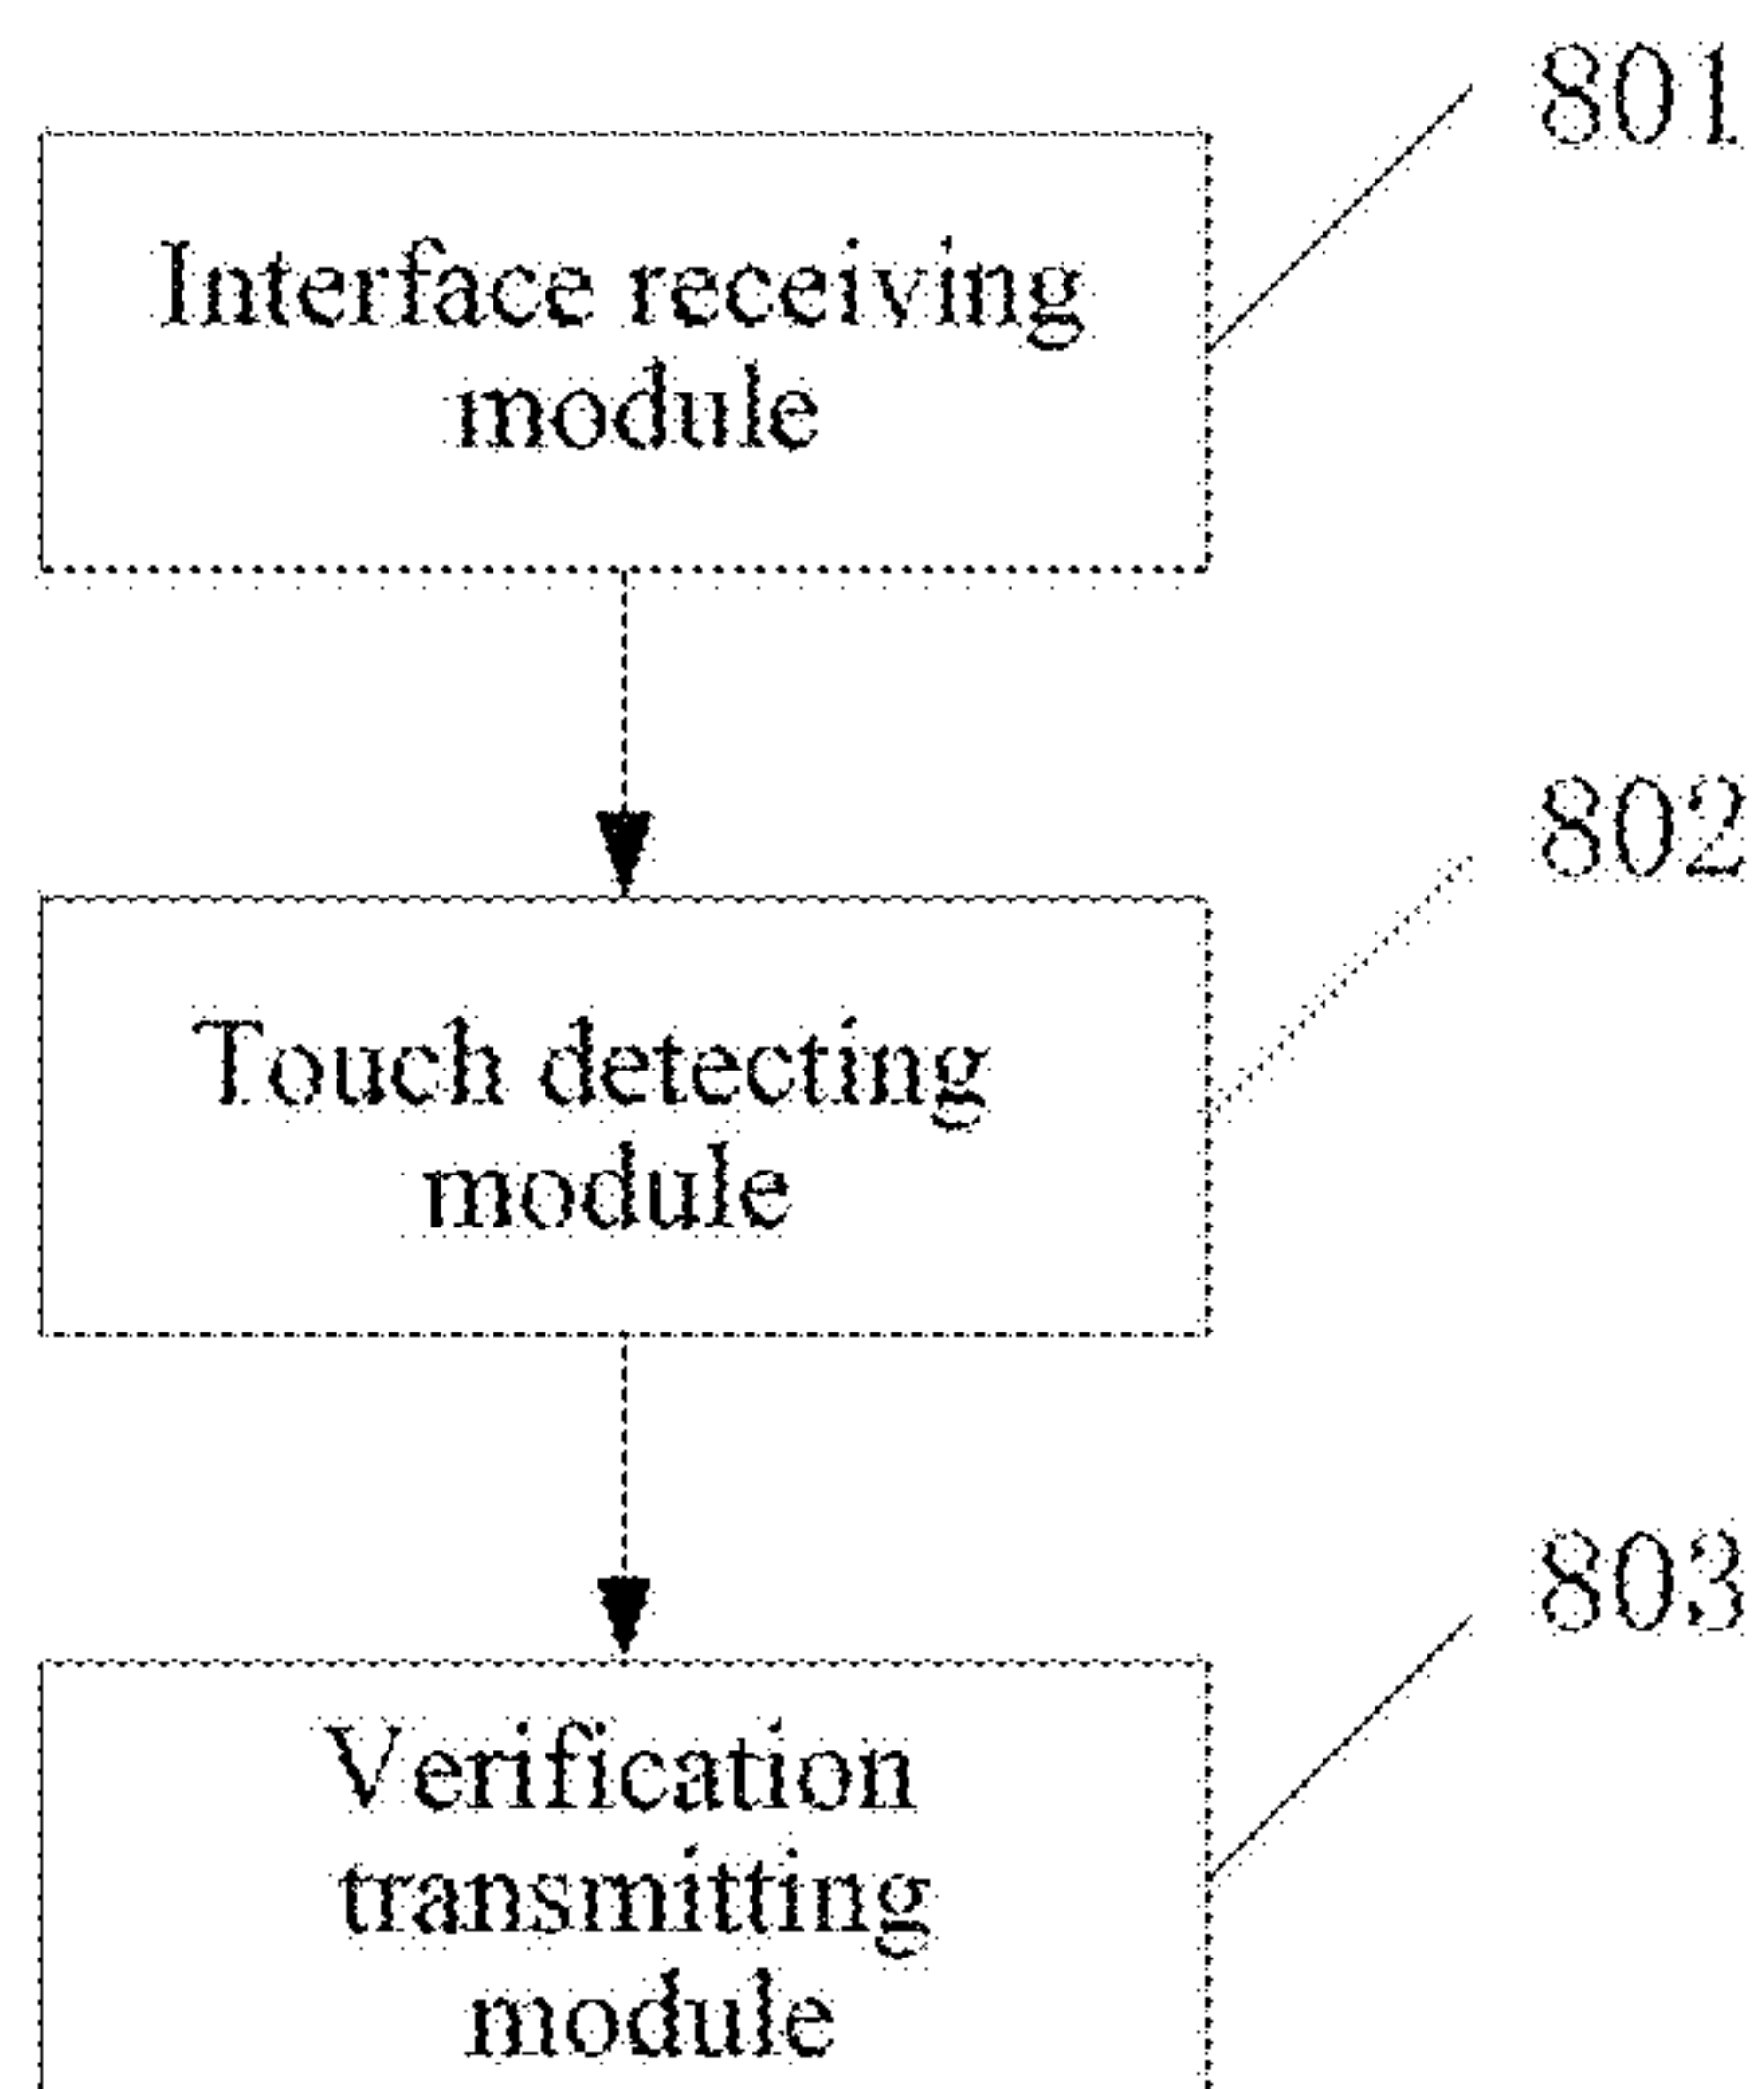 801
Interface receiving
module
802
Touch detecting
module
803
Verification
transmitting
module